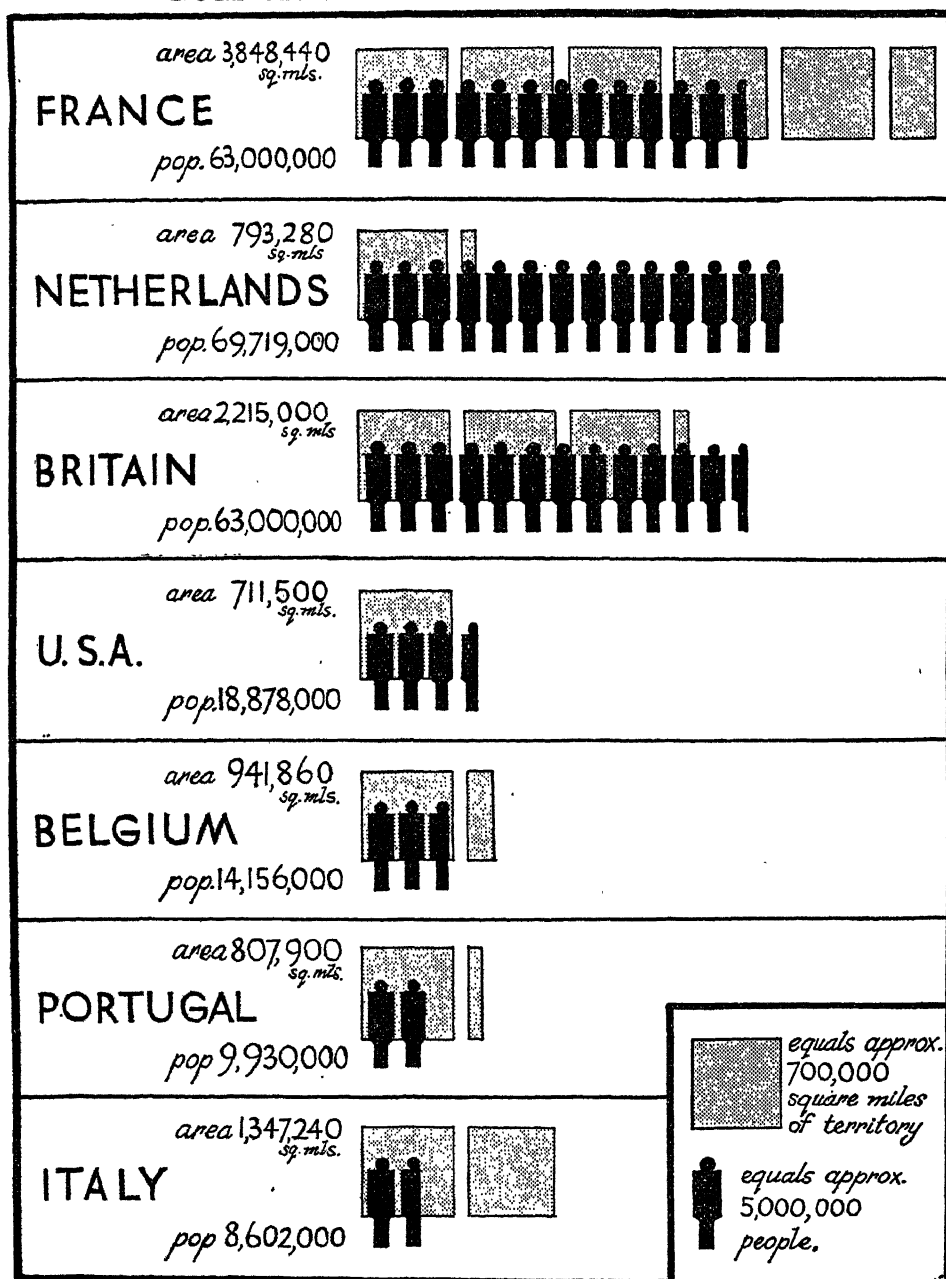 area 3,848,440
sq.mls.
FRANCE
pop. 63,000,000
area 793,280
sq.mls
NETHERLANDS
pop. 69,719,000
area 2,215,000
sq.mls
BRITAIN
pop. 63,000,000
area 711,500
sq.mls.
U.S.A.
pop. 18,878,000
area 941,860
sq.mls.
BELGIUM
pop. 14,156,000
area 807,900
sq.mls.
PORTUGAL
pop 9,930,000
area 1,347,240
sq.mls.
ITALY
pop 8,602,000
equals approx.
700,000
square miles
of territory
equals approx.
5,000,000
people.